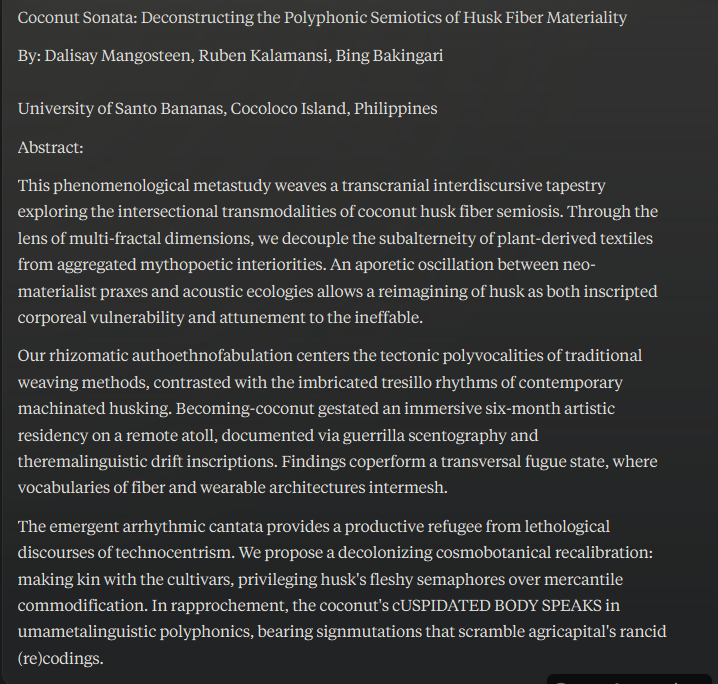 Coconut Sonata: Deconstructing the Polyphonic Semiotics of Husk Fiber Materiality
By: Dalisay Mangosteen, Ruben Kalamansi, Bing Bakingari
University of Santo Bananas, Cocoloco Island, Philippines
Abstract:
This phenomenological metastudy weaves a transcranial interdiscursive tapestry
exploring the intersectional transmodalities of coconut husk fiber semiosis. Through the
lens of multi-fractal dimensions, we decouple the subalterneity of plant-derived textiles
from aggregated mythopoetic interiorities. An aporetic oscillation between neo-
materialist praxes and acoustic ecologies allows a reimagining of husk as both inscripted
corporeal vulnerability and attunement to the ineffable.
Our rhizomatic authoethnofabulation centers the tectonic polyvocalities of traditional
weaving methods, contrasted with the imbricated tresillo rhythms of contemporary
machinated husking. Becoming-coconut gestated an immersive six-month artistic
residency on a remote atoll, documented via guerrilla scentography and
theremalinguistic drift inscriptions. Findings coperform a transversal fugue state, where
vocabularies of fiber and wearable architectures intermesh.
The emergent arrhythmic cantata provides a productive refugee from lethological
discourses of technocentrism. We propose a decolonizing cosmobotanical recalibration:
making kin with the cultivars, privileging husk's fleshy semaphores over mercantile
commodification. In rapprochement, the coconut's cUSPIDATED BODY SPEAKS in
umametalinguistic polyphonics, bearing signmutations that scramble agricapital's rancid
(re)codings.